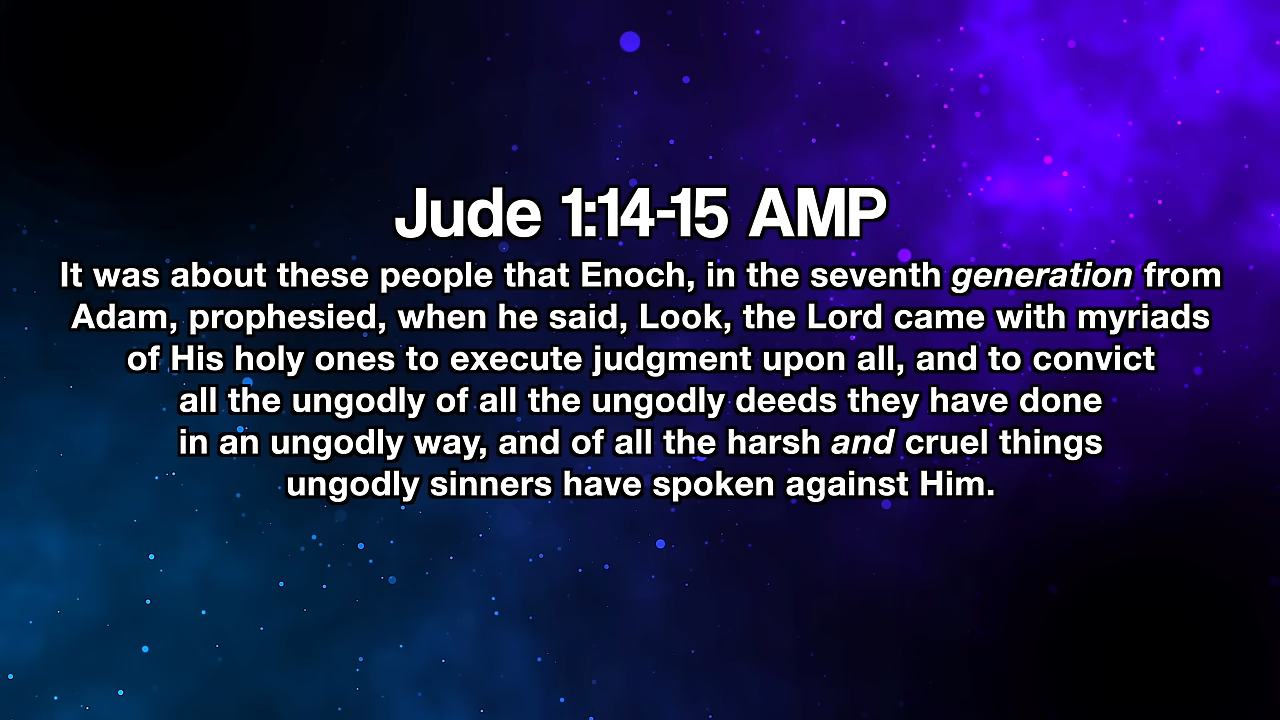 Jude 1:14-15 AMP
It was about these people that Enoch, in the seventh generation from
Adam, prophesied, when he said, Look, the Lord came with myriads
of His holy ones to execute judgment upon all, and to convict
all the ungodly of all the ungodly deeds they have done
in an ungodly way, and of all the harsh and cruel things
ungodly sinners have spoken against Him.